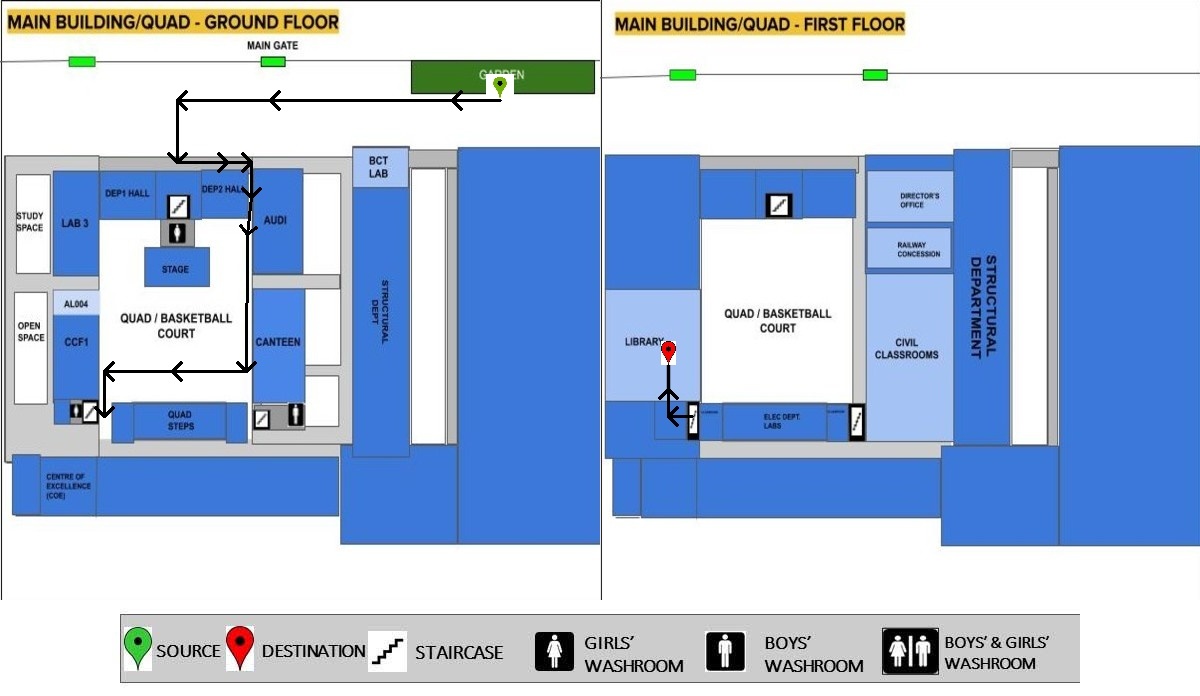 MAIN BUILDING/QUAD - GROUND FLOOR
MAIN GATE
GARDEN
BCT
LAB
DEP1 HALL
DEP2 HALL
STUDY
SPACE
LAB 3
AUDI
STAGE
AL004
OPEN
SPACE
CCF1
QUAD / BASKETBALL
COURT
CANTEEN
STRUCTURAL
DEPT
QUAD
STEPS
CENTRE OF
EXCELLENCE
(COE)
MAIN BUILDING/QUAD - FIRST FLOOR
DIRECTOR'S
OFFICE
RAILWAY
CONCESSION
STRUCTURAL
DEPARTMENT
QUAD / BASKETBALL
COURT
LIBRARY
CIVIL
CLASSROOMS
ELEC DEPT.
LABS
SOURCE
DESTINATION
STAIRCASE
GIRLS'
WASHROOM
BOYS'
WASHROOM
BOYS' & GIRLS'
WASHROOM